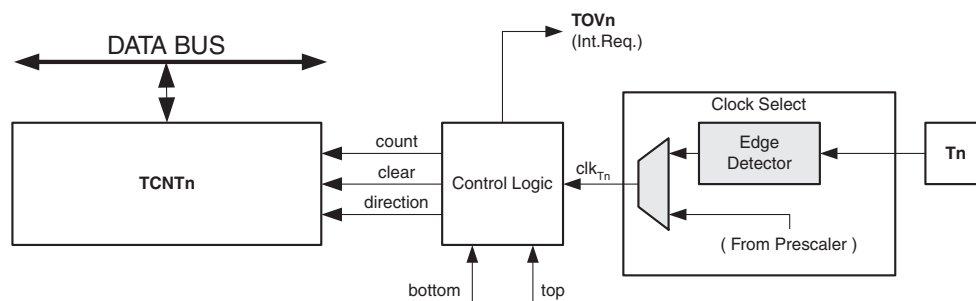 DATA BUS
TOVn
(Int.Req.)
Clock Select
TCNTn
count
clear
direction
Control Logic
clkTn
Edge
Detector
Tn
( From Prescaler )
bottom
top